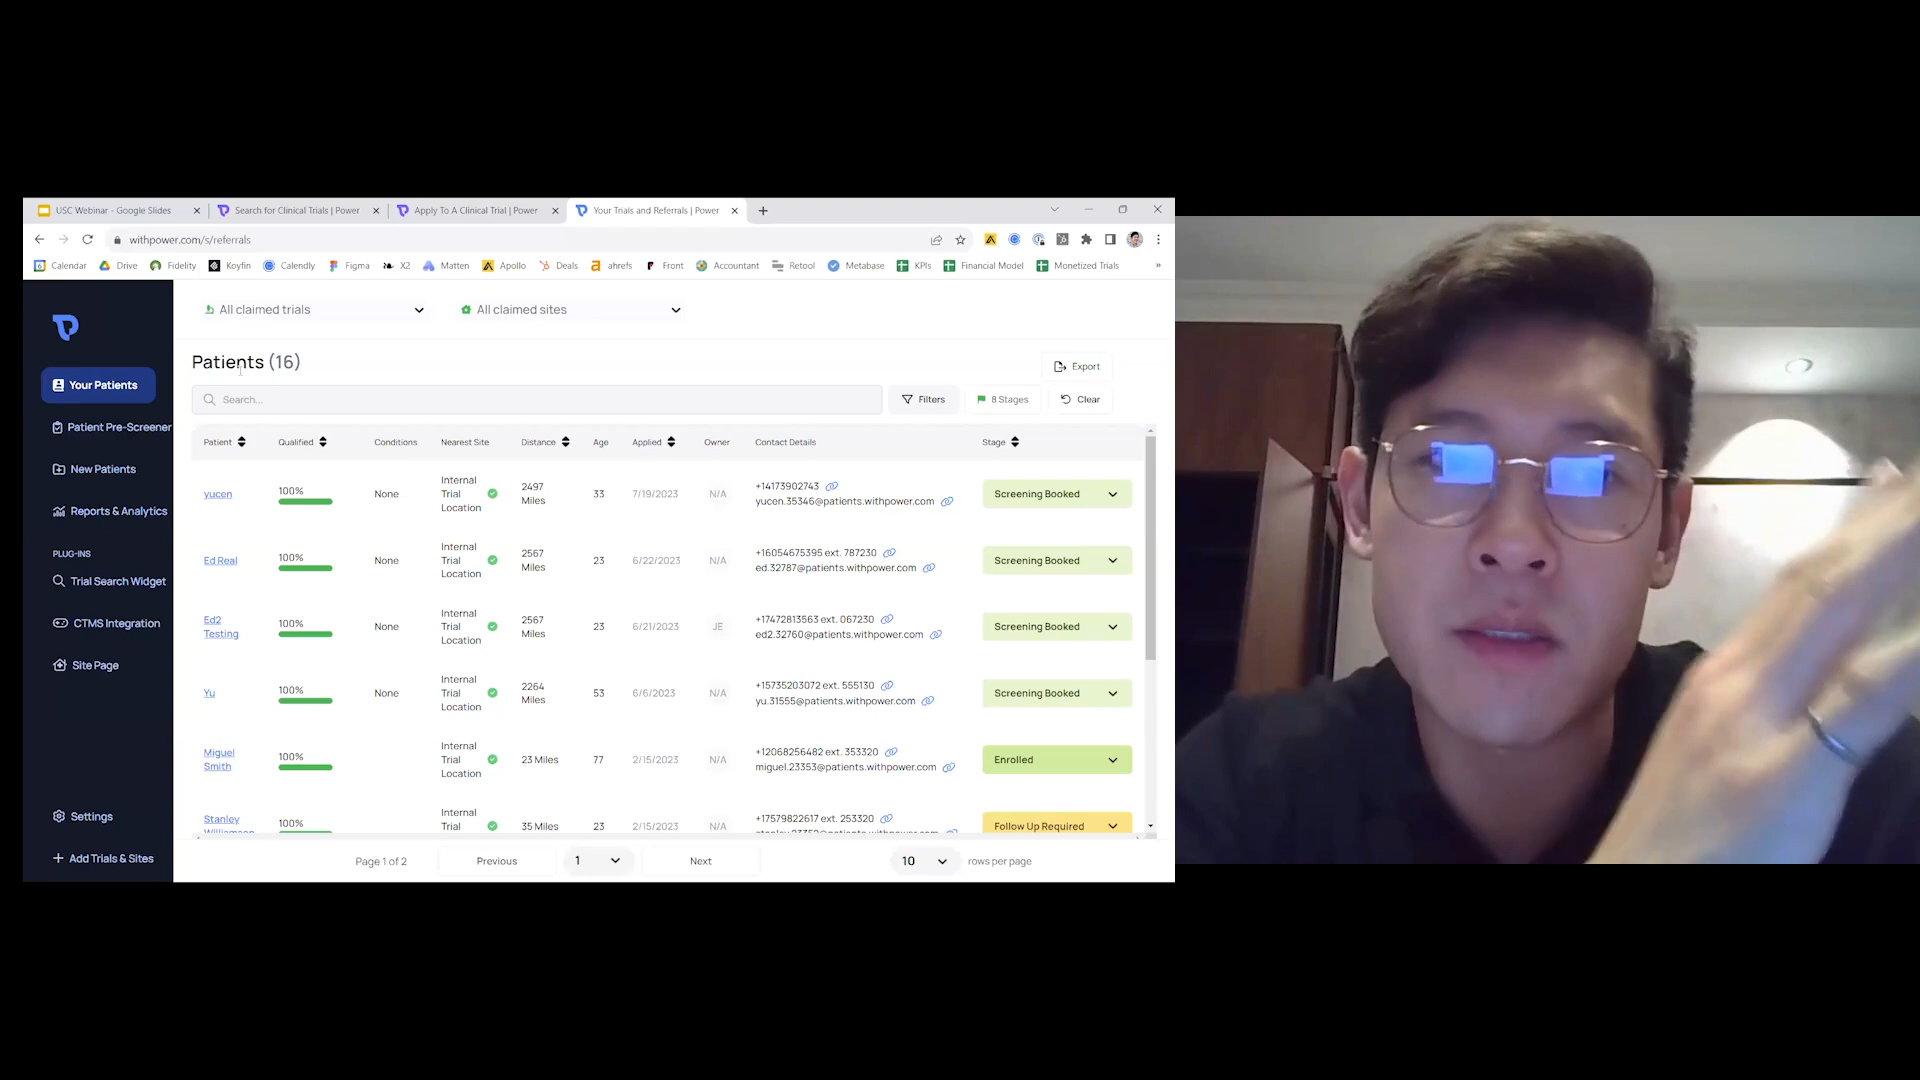 USC Webinar - Google Slides
Search for Clinical Trials | Power
Apply To A Clinical Trial | Power
Your Trials and Referrals | Power
withpower.com/s/referrals
Calendar Drive Fidelity Koyfin Calendly Figma X2 Matten Apollo Deals ahrefs Front Accountant Retool Metabase KPIs Financial Model Monetized Trials »
All claimed trials
All claimed sites
Patients (16)
Export
Search...
Filters
8 Stages
Clear
Your Patients
Patient Pre-Screener
New Patients
Reports & Analytics
PLUG-INS
Trial Search Widget
CTMS Integration
Site Page
Settings
Add Trials & Sites
Patient Qualified Conditions Nearest Site Distance Age Applied Owner Contact Details Stage
yucen
100%
None
Internal
Trial
Location
2497
Miles
33
7/19/2023
N/A
+14173902743
yucen.35346@patients.withpower.com
Screening Booked
Ed Real
100%
None
Internal
Trial
Location
2567
Miles
23
6/22/2023
N/A
+16054675395 ext. 787230
ed.32787@patients.withpower.com
Screening Booked
Ed2
Testing
100%
None
Internal
Trial
Location
2567
Miles
23
6/21/2023
JE
+17472813563 ext. 067230
ed2.32760@patients.withpower.com
Screening Booked
Yu
100%
None
Internal
Trial
Location
2264
Miles
53
6/6/2023
N/A
+15735203072 ext. 555130
yu.31555@patients.withpower.com
Screening Booked
Miguel
Smith
100%
Internal
Trial
Location
23 Miles
77
2/15/2023
N/A
+12068256482 ext. 353320
miguel.23353@patients.withpower.com
Enrolled
Stanley
100%
Internal
Trial
35 Miles
23
2/15/2023
N/A
+17579822617 ext. 253320
Follow Up Required
Page 1 of 2
Previous
1
Next
10
rows per page